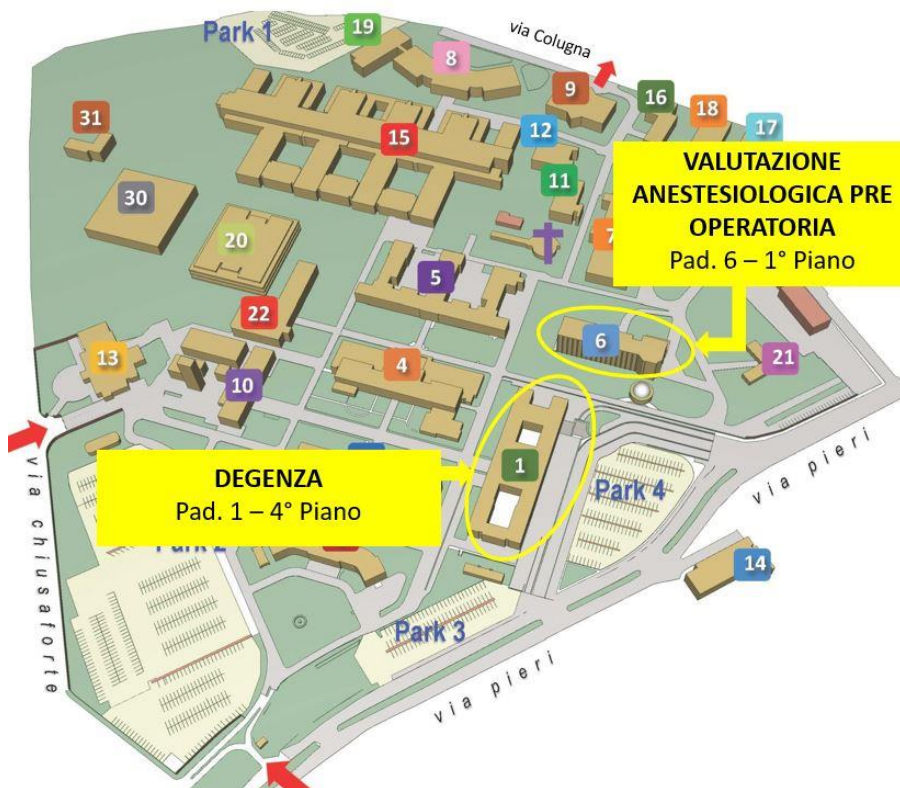 Park 1
19
8
via Colugna
9
16
18
17
31
15
12
11
30
20
7
VALUTAZIONE
ANESTESIOLOGICA PRE
OPERATORIA
Pad. 6 – 1° Piano
5
22
6
13
4
21
10
via chiusaforte
DEGENZA
Pad. 1 – 4° Piano
1
Park 4
via pieri
Park 2
14
Park 3
via pieri